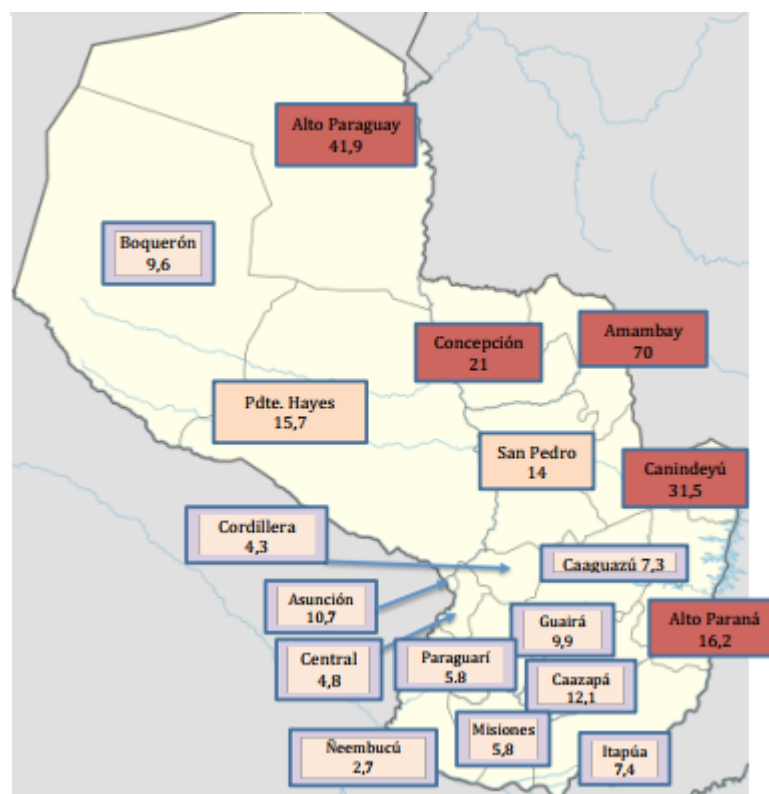 Alto Paraguay
41,9
Boquerón
9,6
Concepción
21
Amambay
70
Pdte. Hayes
15,7
San Pedro
14
Canindeyú
31,5
Cordillera
4,3
Caaguazú 7,3
Asunción
10,7
Guairá
9,9
Alto Paraná
16,2
Central
4,8
Paraguarí
5.8
Caazapá
12,1
Misiones
5,8
Ñeembucú
2,7
Itapúa
7,4